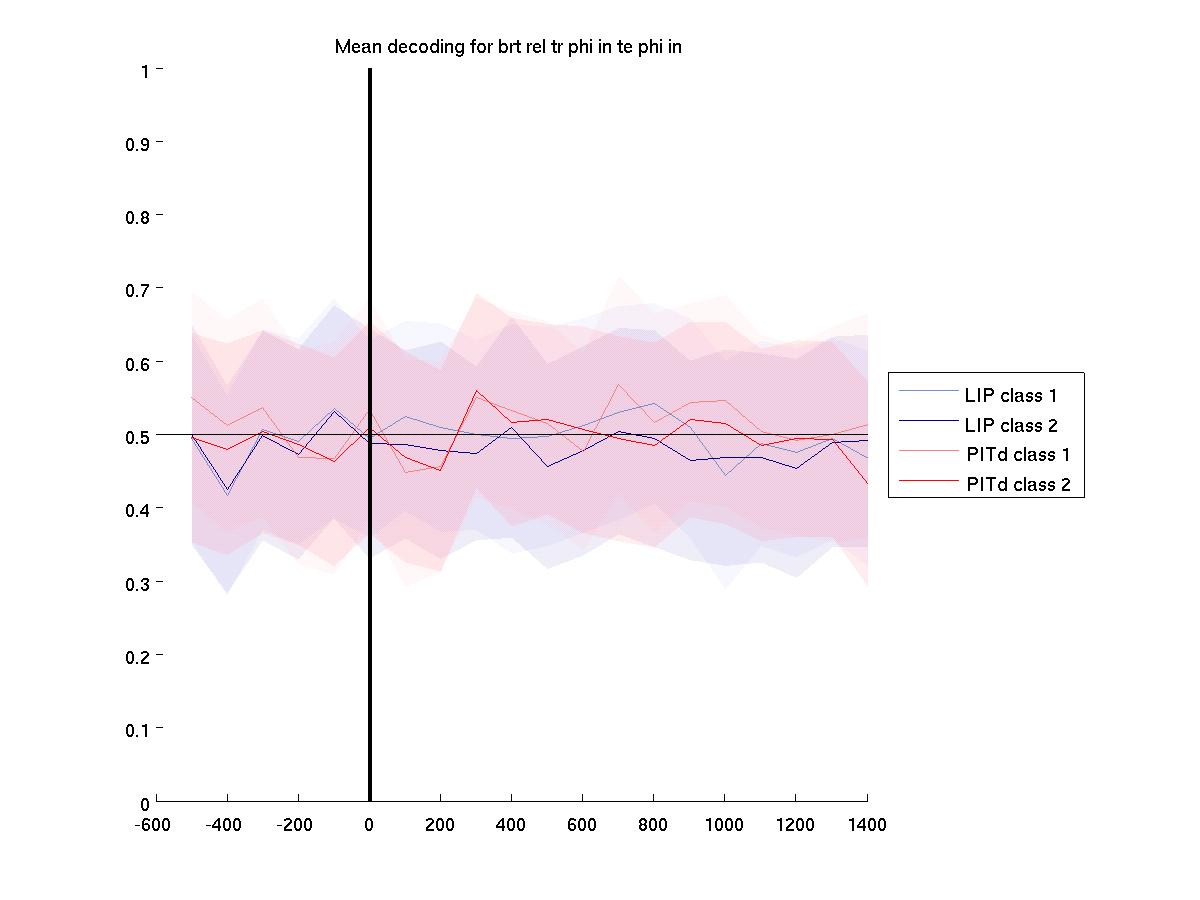 Mean decoding for brt rel tr phi in te phi in
1
0.9
0.8
0.7
0.6
0.5
0.4
0.3
0.2
0.1
0
-600 -400 -200 0 200 400 600 800 1000 1200 1400
LIP class 1
LIP class 2
PITd class 1
PITd class 2